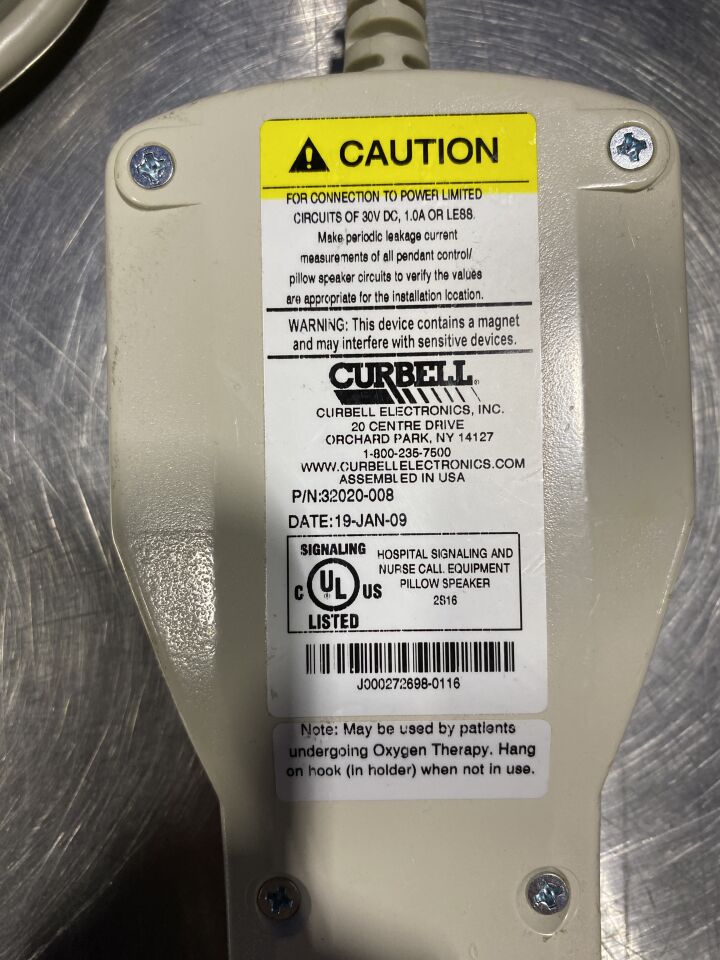 CAUTION
FOR CONNECTION TO POWER LIMITED
CIRCUITS OF 30V DC, 1.0A OR LESS.
Make periodic leakage current
measurements of all pendant control/
pillow speaker circuits to verify the values
are appropriate for the installation location.
WARNING: This device contains a magnet
and may interfere with sensitive devices.
CURBELL®
CURBELL ELECTRONICS, INC.
20 CENTRE DRIVE
ORCHARD PARK, NY 14127
1-800-235-7500
WWW.CURBELLELECTRONICS.COM
ASSEMBLED IN USA
P/N:32020-008
DATE:19-JAN-09
SIGNALING
C UL® US
LISTED
HOSPITAL SIGNALING AND
NURSE CALL EQUIPMENT
PILLOW SPEAKER
2S16
J000272698-0116
Note: May be used by patients
undergoing Oxygen Therapy. Hang
on hook (in holder) when not in use.